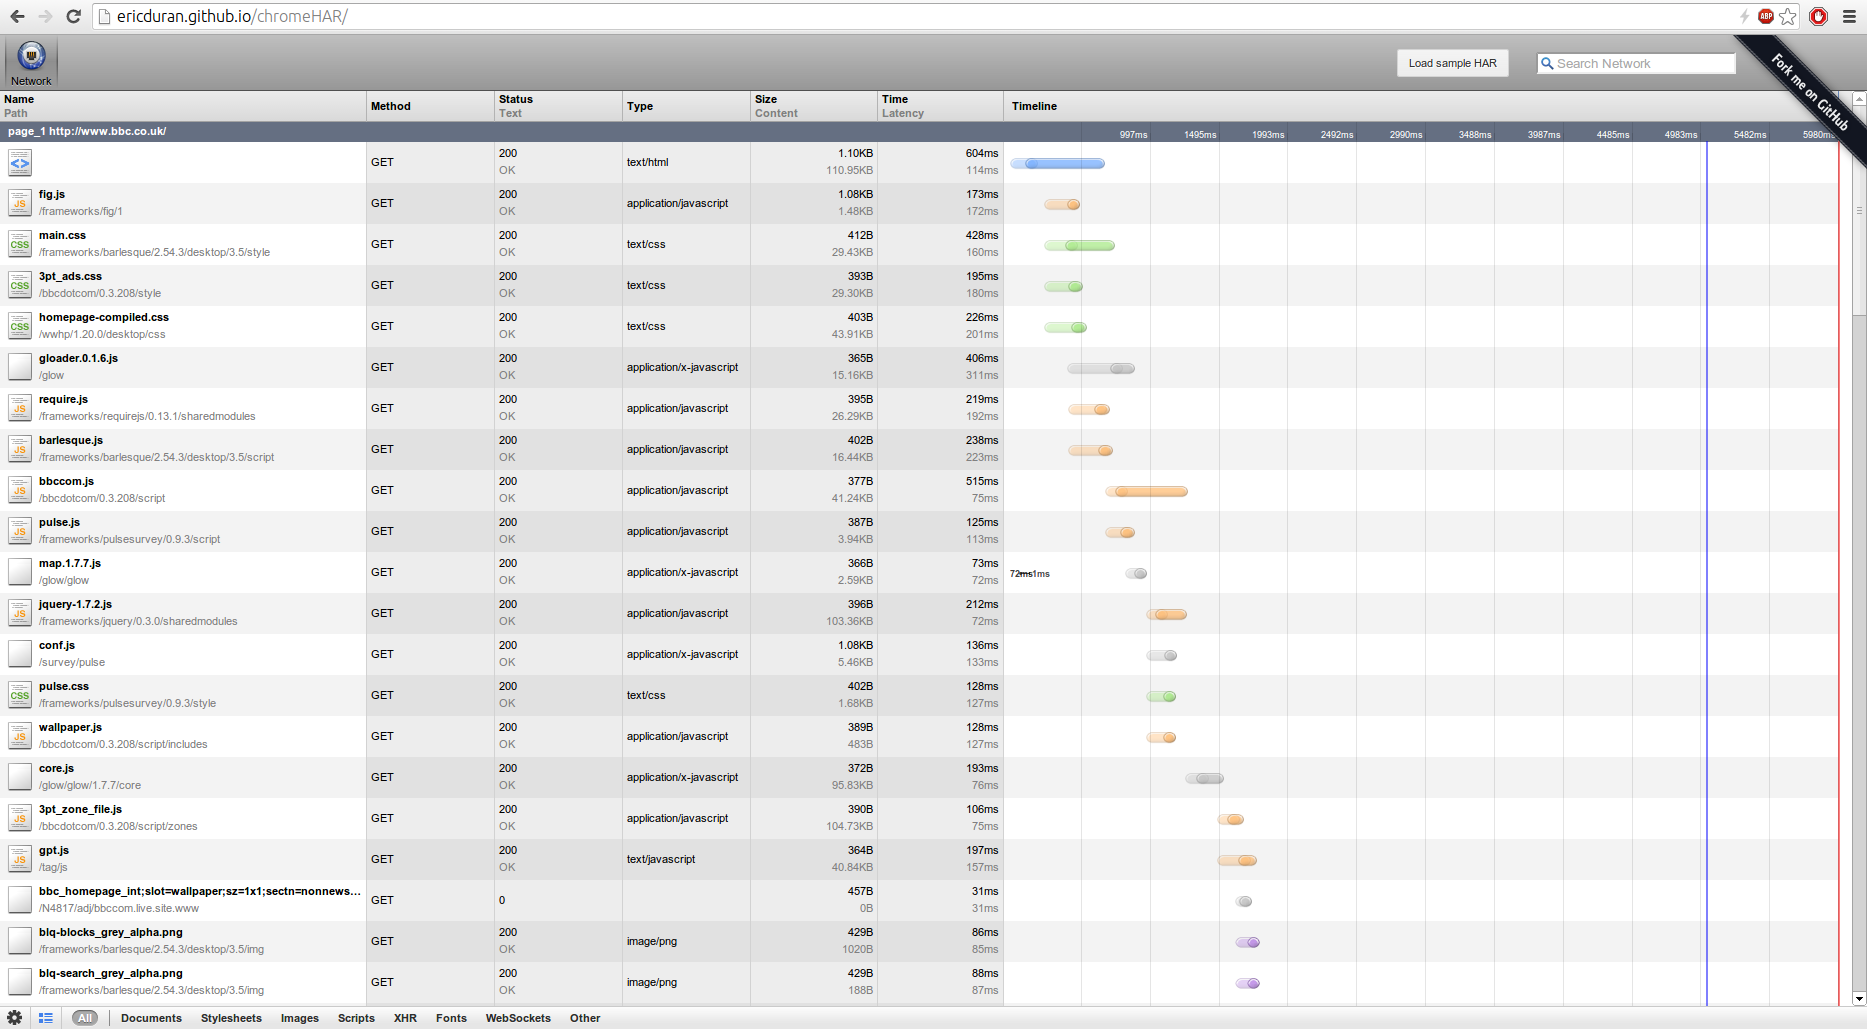 ericduran.github.io/chromeHAR/
ABP
Network
Load sample HAR
Search Network
Fork me on GitHub
Name Method Status Type Size Time Timeline
Path Text Content Latency
page_1 http://www.bbc.co.uk/ 997ms 1495ms 1993ms 2492ms 2990ms 3488ms 3987ms 4485ms 4983ms 5482ms 5980ms
GET 200 OK text/html 1.10KB 110.95KB 604ms 114ms
fig.js GET 200 application/javascript 1.08KB 173ms
/frameworks/fig/1 OK 1.48KB 172ms
main.css GET 200 text/css 412B 428ms
/frameworks/barlesque/2.54.3/desktop/3.5/style OK 29.43KB 160ms
3pt_ads.css GET 200 text/css 393B 195ms
/bbcdotcom/0.3.208/style OK 29.30KB 180ms
homepage-compiled.css GET 200 text/css 403B 226ms
/wwhp/1.20.0/desktop/css OK 43.91KB 201ms
gloader.0.1.6.js GET 200 application/x-javascript 365B 406ms
/glow OK 15.16KB 311ms
require.js GET 200 application/javascript 395B 219ms
/frameworks/requirejs/0.13.1/sharedmodules OK 26.29KB 192ms
barlesque.js GET 200 application/javascript 402B 238ms
/frameworks/barlesque/2.54.3/desktop/3.5/script OK 16.44KB 223ms
bbccom.js GET 200 application/javascript 377B 515ms
/bbcdotcom/0.3.208/script OK 41.24KB 75ms
pulse.js GET 200 application/javascript 387B 125ms
/frameworks/pulsesurvey/0.9.3/script OK 3.94KB 113ms
map.1.7.7.js GET 200 application/x-javascript 366B 73ms 72ms1ms
/glow/glow OK 2.59KB 72ms
jquery-1.7.2.js GET 200 application/javascript 396B 212ms
/frameworks/jquery/0.3.0/sharedmodules OK 103.36KB 72ms
conf.js GET 200 application/x-javascript 1.08KB 136ms
/survey/pulse OK 5.46KB 133ms
pulse.css GET 200 text/css 402B 128ms
/frameworks/pulsesurvey/0.9.3/style OK 1.68KB 127ms
wallpaper.js GET 200 application/javascript 389B 128ms
/bbcdotcom/0.3.208/script/includes OK 483B 127ms
core.js GET 200 application/x-javascript 372B 193ms
/glow/glow/1.7.7/core OK 95.83KB 76ms
3pt_zone_file.js GET 200 application/javascript 390B 106ms
/bbcdotcom/0.3.208/script/zones OK 104.73KB 75ms
gpt.js GET 200 text/javascript 364B 197ms
/tag/js OK 40.84KB 157ms
bbc_homepage_int;slot=wallpaper;sz=1x1;sectn=nonnews... GET 0 457B 31ms
/N4817/adj/bbccom.live.site.www 0B 31ms
blq-blocks_grey_alpha.png GET 200 image/png 429B 86ms
/frameworks/barlesque/2.54.3/desktop/3.5/img OK 1020B 85ms
blq-search_grey_alpha.png GET 200 image/png 429B 88ms
/frameworks/barlesque/2.54.3/desktop/3.5/img OK 188B 87ms
All Documents Stylesheets Images Scripts XHR Fonts WebSockets Other